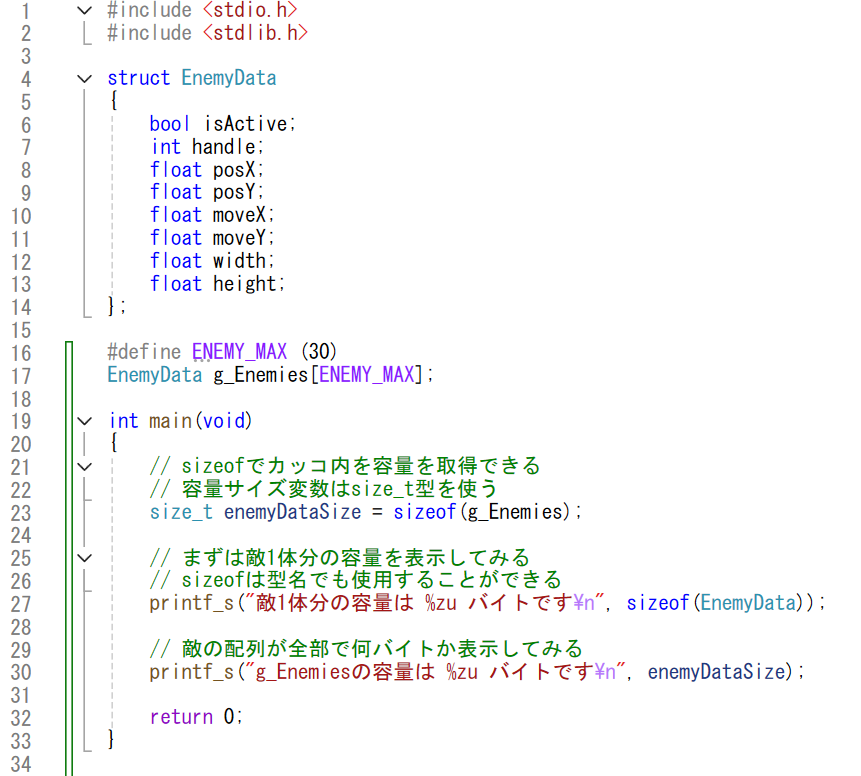 1 #include <stdio.h>
2 #include <stdlib.h>
3
4 struct EnemyData
5 {
6 bool isActive;
7 int handle;
8 float posX;
9 float posY;
10 float moveX;
11 float moveY;
12 float width;
13 float height;
14 };
15
16 #define ENEMY_MAX (30)
17 EnemyData g_Enemies[ENEMY_MAX];
18
19 int main(void)
20 {
21 // sizeofでカッコ内を容量を取得できる
22 // 容量サイズ変数はsize_t型を使う
23 size_t enemyDataSize = sizeof(g_Enemies);
24
25 // まずは敵1体分の容量を表示してみる
26 // sizeofは型名でも使用することができる
27 printf_s("敵1体分の容量は %zu バイトです¥n", sizeof(EnemyData));
28
29 // 敵の配列が全部で何バイトか表示してみる
30 printf_s("g_Enemiesの容量は %zu バイトです¥n", enemyDataSize);
31
32 return 0;
33 }
34